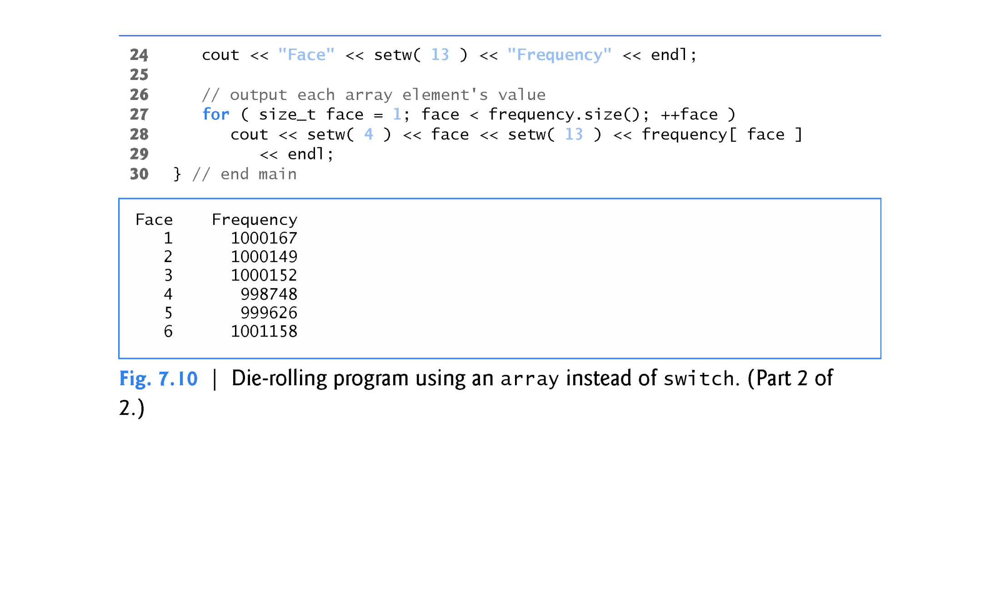 24 cout << "Face" << setw( 13 ) << "Frequency" << endl;
25
26 // output each array element's value
27 for ( size_t face = 1; face < frequency.size(); ++face )
28 cout << setw( 4 ) << face << setw( 13 ) << frequency[ face ]
29 << endl;
30 } // end main
Face Frequency
1 1000167
2 1000149
3 1000152
4 998748
5 999626
6 1001158
Fig. 7.10 | Die-rolling program using an array instead of switch. (Part 2 of
2.)